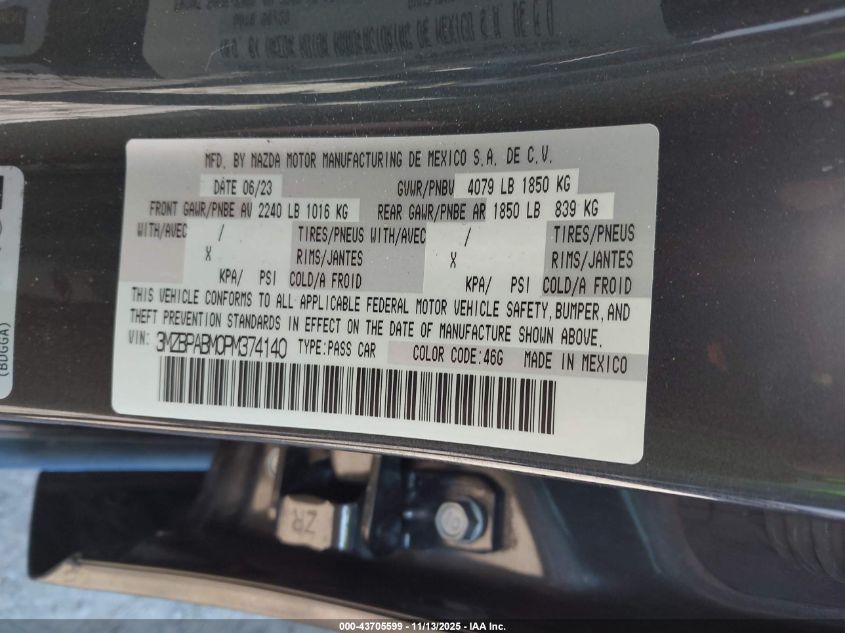 MFD. BY MAZDA MOTOR MANUFACTURING DE MEXICO S.A. DE C.V.
DATE 06/23 GVWR/PNBV 4079 LB 1850 KG
FRONT GAWR/PNBE AV 2240 LB 1016 KG REAR GAWR/PNBE AR 1850 LB 839 KG
WITH/AVEC / TIRES/PNEUS WITH/AVEC / TIRES/PNEUS
X RIMS/JANTES X RIMS/JANTES
KPA/ PSI COLD/A FROID KPA/ PSI COLD/A FROID
THIS VEHICLE CONFORMS TO ALL APPLICABLE FEDERAL MOTOR VEHICLE SAFETY, BUMPER, AND
THEFT PREVENTION STANDARDS IN EFFECT ON THE DATE OF MANUFACTURE SHOWN ABOVE.
VIN: 3MZBPABM0PM374140 TYPE:PASS CAR COLOR CODE:46G MADE IN MEXICO
(BDGGA)
ZR
000-43705599 - 11/13/2025 - IAA Inc.